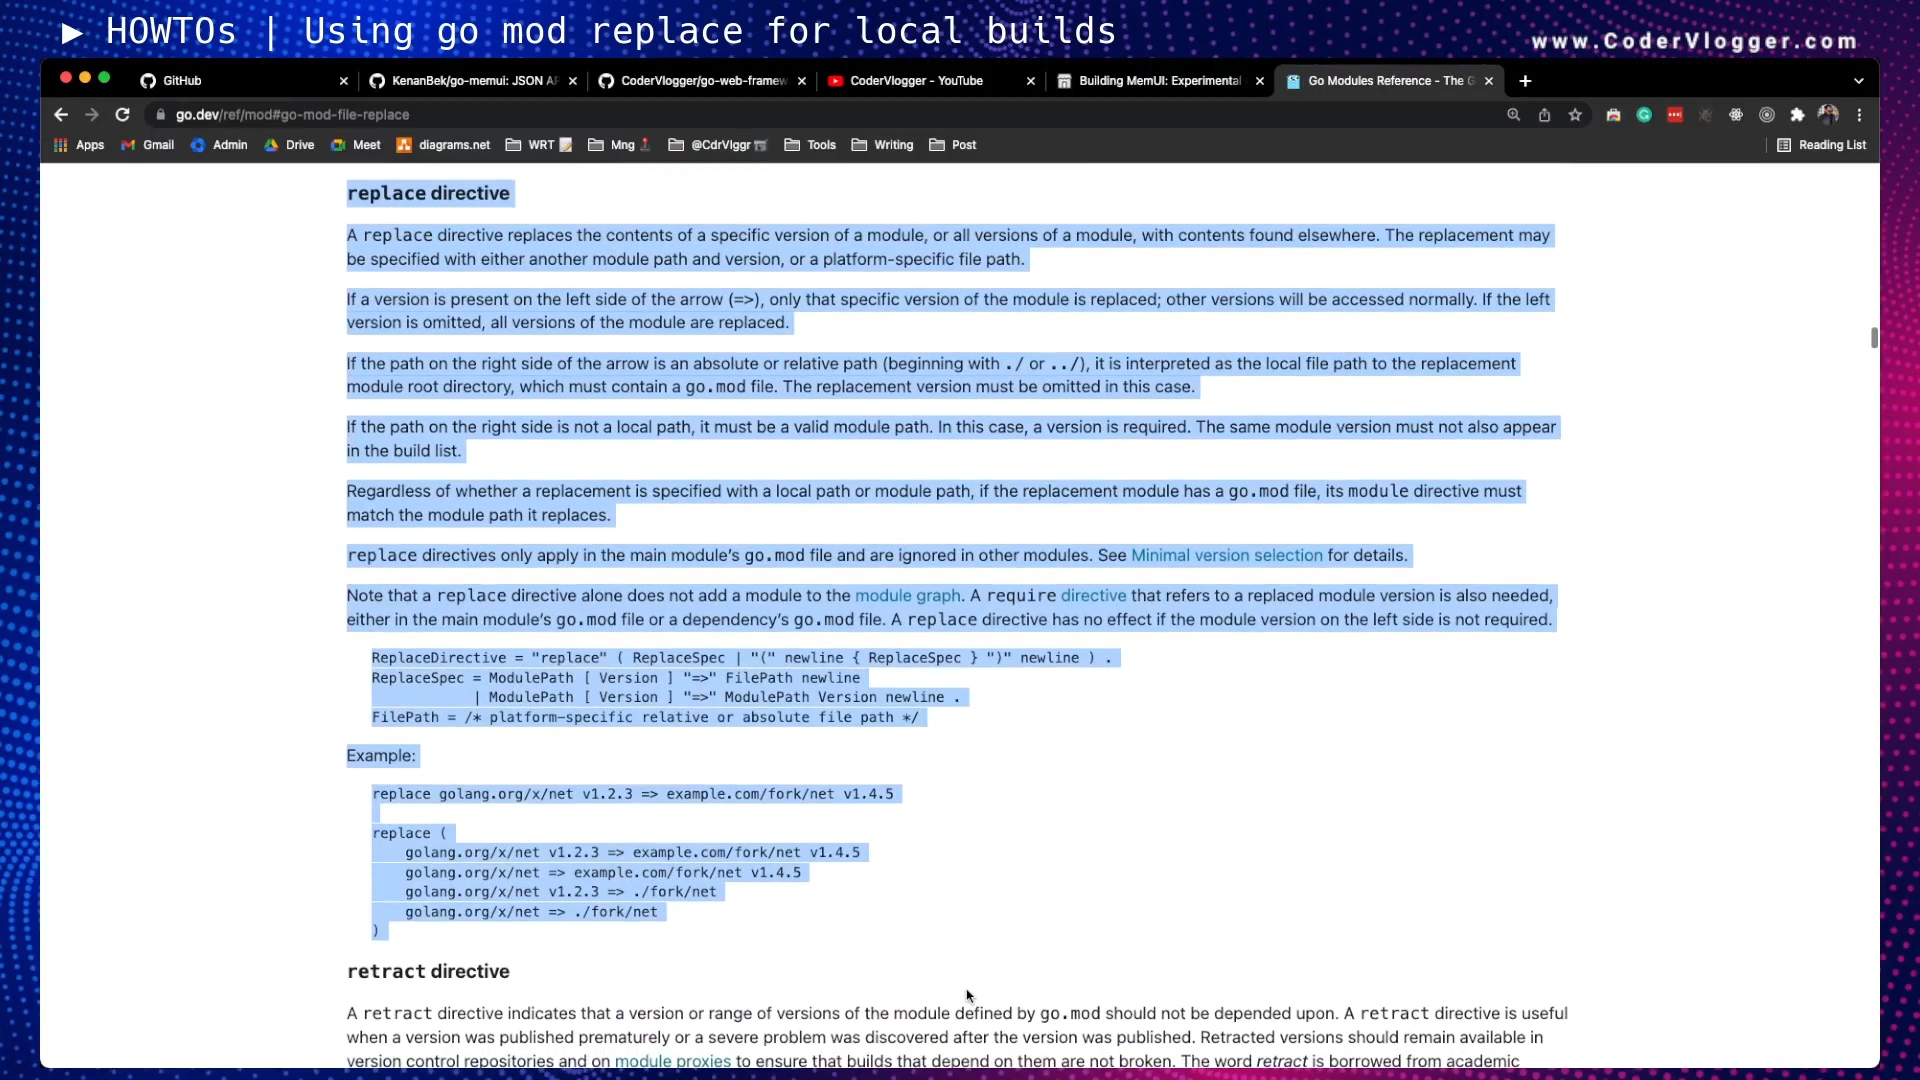 ▶ HOWTOs | Using go mod replace for local builds
www.CoderVlogger.com
GitHub
KenanBek/go-memui: JSON AF
CoderVlogger/go-web-framew
CoderVlogger - YouTube
Building MemUI: Experimental
Go Modules Reference - The G
go.dev/ref/mod#go-mod-file-replace
Apps
Gmail
Admin
Drive
Meet
diagrams.net
WRT
Mng
@CdrVlggr
Tools
Writing
Post
Reading List
replace directive
A replace directive replaces the contents of a specific version of a module, or all versions of a module, with contents found elsewhere. The replacement may
be specified with either another module path and version, or a platform-specific file path.
If a version is present on the left side of the arrow (=>), only that specific version of the module is replaced; other versions will be accessed normally. If the left
version is omitted, all versions of the module are replaced.
If the path on the right side of the arrow is an absolute or relative path (beginning with ./ or ../), it is interpreted as the local file path to the replacement
module root directory, which must contain a go.mod file. The replacement version must be omitted in this case.
If the path on the right side is not a local path, it must be a valid module path. In this case, a version is required. The same module version must not also appear
in the build list.
Regardless of whether a replacement is specified with a local path or module path, if the replacement module has a go.mod file, its module directive must
match the module path it replaces.
replace directives only apply in the main module's go.mod file and are ignored in other modules. See Minimal version selection for details.
Note that a replace directive alone does not add a module to the module graph. A require directive that refers to a replaced module version is also needed,
either in the main module's go.mod file or a dependency's go.mod file. A replace directive has no effect if the module version on the left side is not required.
ReplaceDirective = "replace" ( ReplaceSpec | "(" newline { ReplaceSpec } ")" newline ) .
ReplaceSpec = ModulePath [ Version ] "=>" FilePath newline
| ModulePath [ Version ] "=>" ModulePath Version newline .
FilePath = /* platform-specific relative or absolute file path */
Example:
replace golang.org/x/net v1.2.3 => example.com/fork/net v1.4.5
replace (
golang.org/x/net v1.2.3 => example.com/fork/net v1.4.5
golang.org/x/net => example.com/fork/net v1.4.5
golang.org/x/net v1.2.3 => ./fork/net
golang.org/x/net => ./fork/net
)
retract directive
A retract directive indicates that a version or range of versions of the module defined by go.mod should not be depended upon. A retract directive is useful
when a version was published prematurely or a severe problem was discovered after the version was published. Retracted versions should remain available in
version control repositories and on module proxies to ensure that builds that depend on them are not broken. The word retract is borrowed from academic